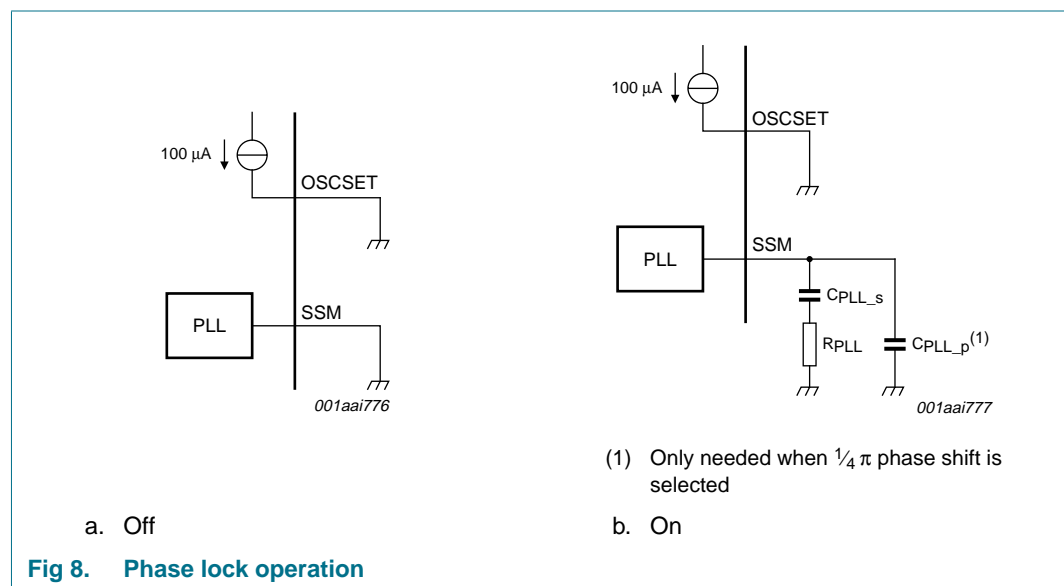 100 μA
OSCSET
PLL
SSM
001aai776
100 μA
OSCSET
PLL
SSM
CPLL_s
RPLL
CPLL_p(1)
001aai777
(1) Only needed when 1⁄4 π phase shift is
selected
a. Off
b. On
Fig 8. Phase lock operation